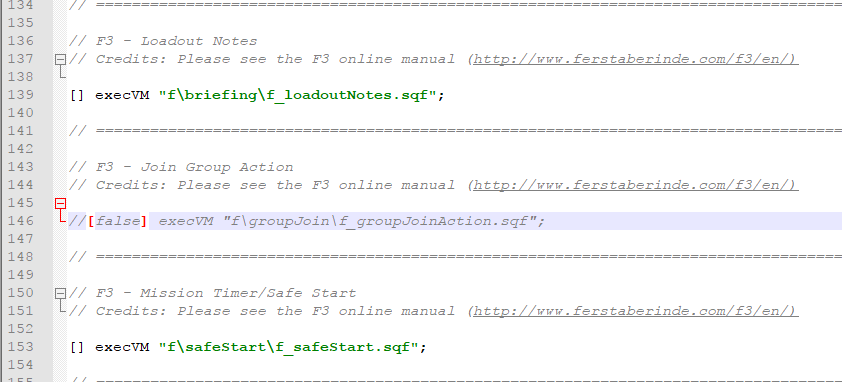 134 // ===================================================================================
135
136 // F3 - Loadout Notes
137 // Credits: Please see the F3 online manual (http://www.ferstaberinde.com/f3/en/)
138
139 [] execVM "f\briefing\f_loadoutNotes.sqf";
140
141 // ===================================================================================
142
143 // F3 - Join Group Action
144 // Credits: Please see the F3 online manual (http://www.ferstaberinde.com/f3/en/)
145
146 //[false] execVM "f\groupJoin\f_groupJoinAction.sqf";
147
148 // ===================================================================================
149
150 // F3 - Mission Timer/Safe Start
151 // Credits: Please see the F3 online manual (http://www.ferstaberinde.com/f3/en/)
152
153 [] execVM "f\safeStart\f_safeStart.sqf";
154
155 // ===================================================================================